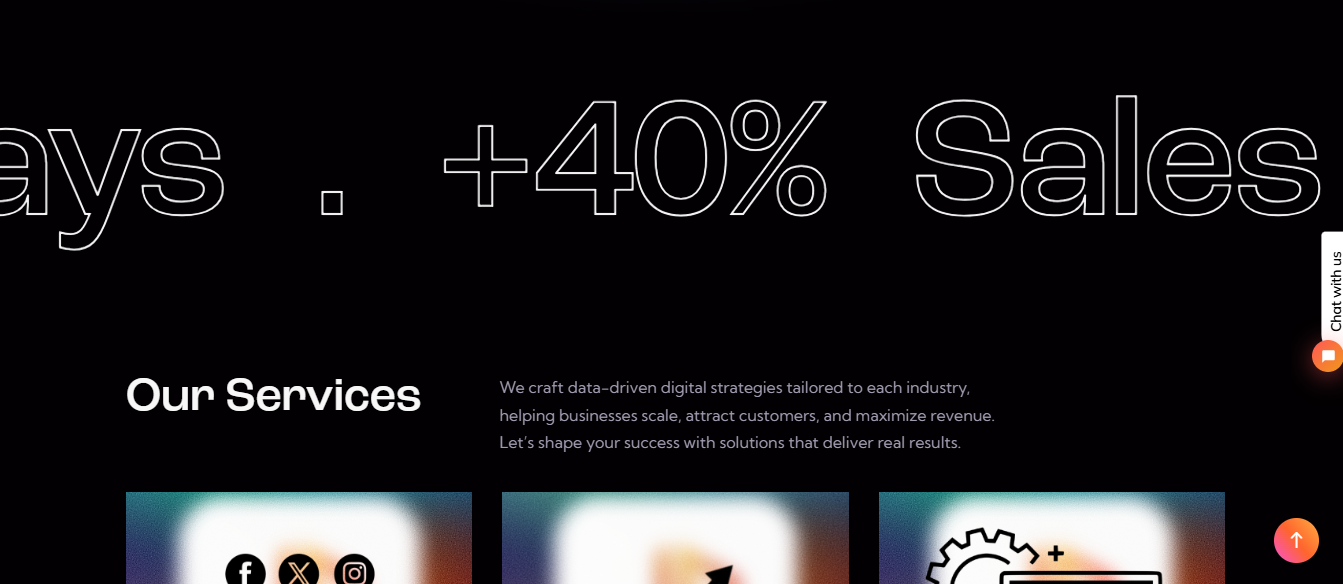 ays . +40% Sales
Chat with us
Our Services
We craft data-driven digital strategies tailored to each industry,
helping businesses scale, attract customers, and maximize revenue.
Let's shape your success with solutions that deliver real results.